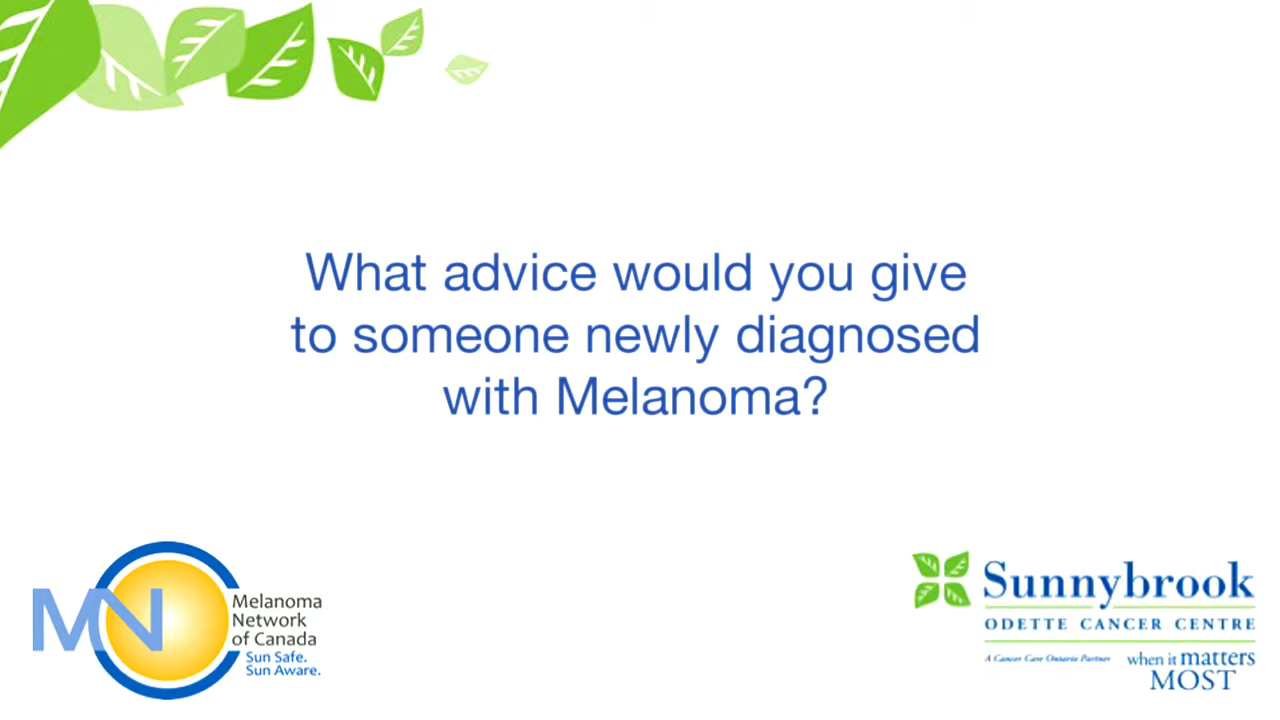 What advice would you give
to someone newly diagnosed
with Melanoma?
MN
Melanoma
Network
of Canada
Sun Safe.
Sun Aware.
Sunnybrook
ODETTE CANCER CENTRE
A Cancer Care Ontario Partner
when it matters
MOST